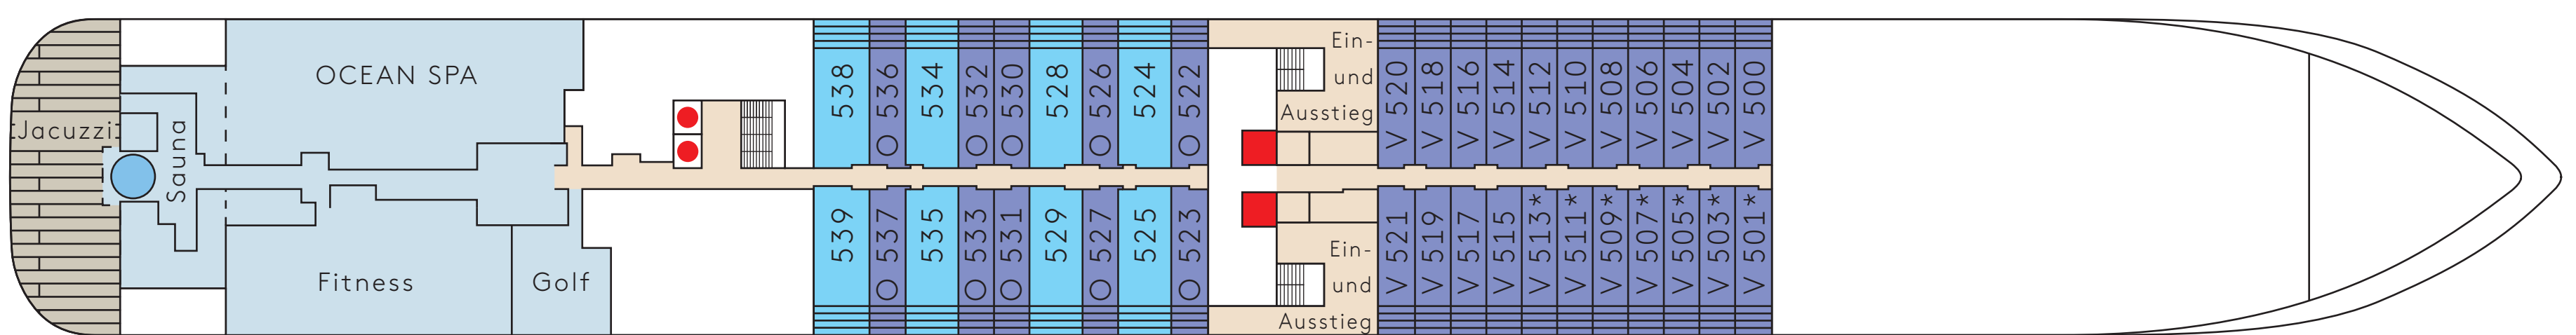 OCEAN SPA
Jacuzzi
Sauna
Fitness
Golf
538
O 536
534
O 532
O 530
528
O 526
524
O 522
539
O 537
535
O 533
O 531
529
O 527
525
O 523
Ein-
und
Ausstieg
Ein-
und
Ausstieg
V 520
V 518
V 516
V 514
V 512
V 510
V 508
V 506
V 504
V 502
V 500
V 521
V 519
V 517
V 515
V 513*
V 511*
V 509*
V 507*
V 505*
V 503*
V 501*